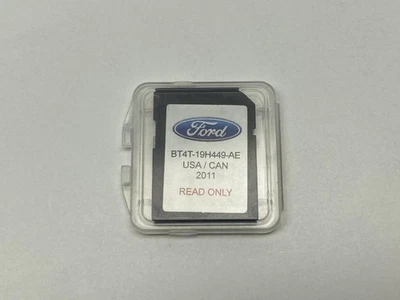 Ford
BT4T-19H449-AE
USA / CAN
2011
READ ONLY